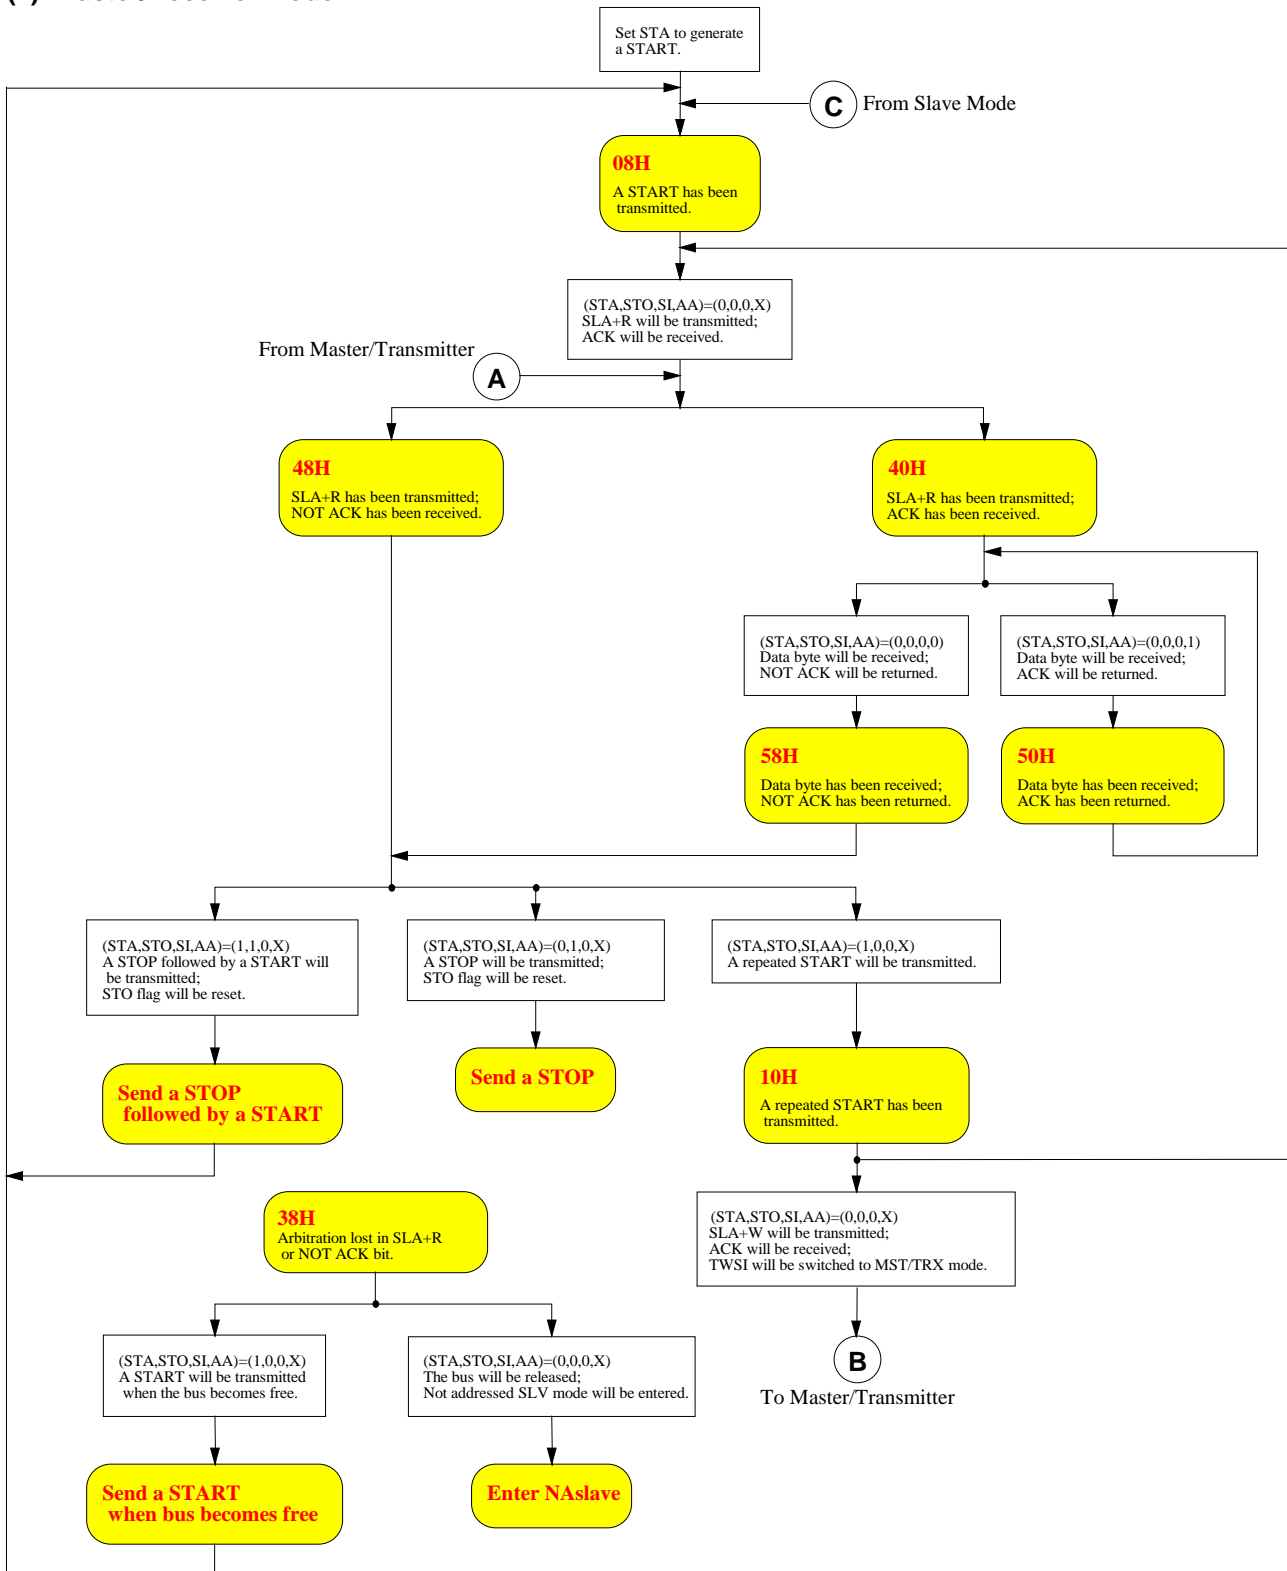 Set STA to generate
a START.
C
From Slave Mode
08H
A START has been
transmitted.
(STA,STO,SI,AA)=(0,0,0,X)
SLA+R will be transmitted;
ACK will be received.
From Master/Transmitter
A
48H
SLA+R has been transmitted;
NOT ACK has been received.
40H
SLA+R has been transmitted;
ACK has been received.
(STA,STO,SI,AA)=(0,0,0,0)
Data byte will be received;
NOT ACK will be returned.
(STA,STO,SI,AA)=(0,0,0,1)
Data byte will be received;
ACK will be returned.
58H
Data byte has been received;
NOT ACK has been returned.
50H
Data byte has been received;
ACK has been returned.
(STA,STO,SI,AA)=(1,1,0,X)
A STOP followed by a START will
be transmitted;
STO flag will be reset.
(STA,STO,SI,AA)=(0,1,0,X)
A STOP will be transmitted;
STO flag will be reset.
(STA,STO,SI,AA)=(1,0,0,X)
A repeated START will be transmitted.
Send a STOP
followed by a START
Send a STOP
10H
A repeated START has been
transmitted.
38H
Arbitration lost in SLA+R
or NOT ACK bit.
(STA,STO,SI,AA)=(0,0,0,X)
SLA+W will be transmitted;
ACK will be received;
TWSI will be switched to MST/TRX mode.
(STA,STO,SI,AA)=(1,0,0,X)
A START will be transmitted
when the bus becomes free.
(STA,STO,SI,AA)=(0,0,0,X)
The bus will be released;
Not addressed SLV mode will be entered.
B
To Master/Transmitter
Send a START
when bus becomes free
Enter NAslave